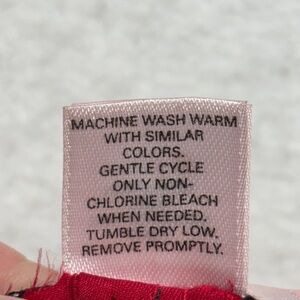 MACHINE WASH WARM
WITH SIMILAR
COLORS.
GENTLE CYCLE
ONLY NON-
CHLORINE BLEACH
WHEN NEEDED.
TUMBLE DRY LOW.
REMOVE PROMPTLY.